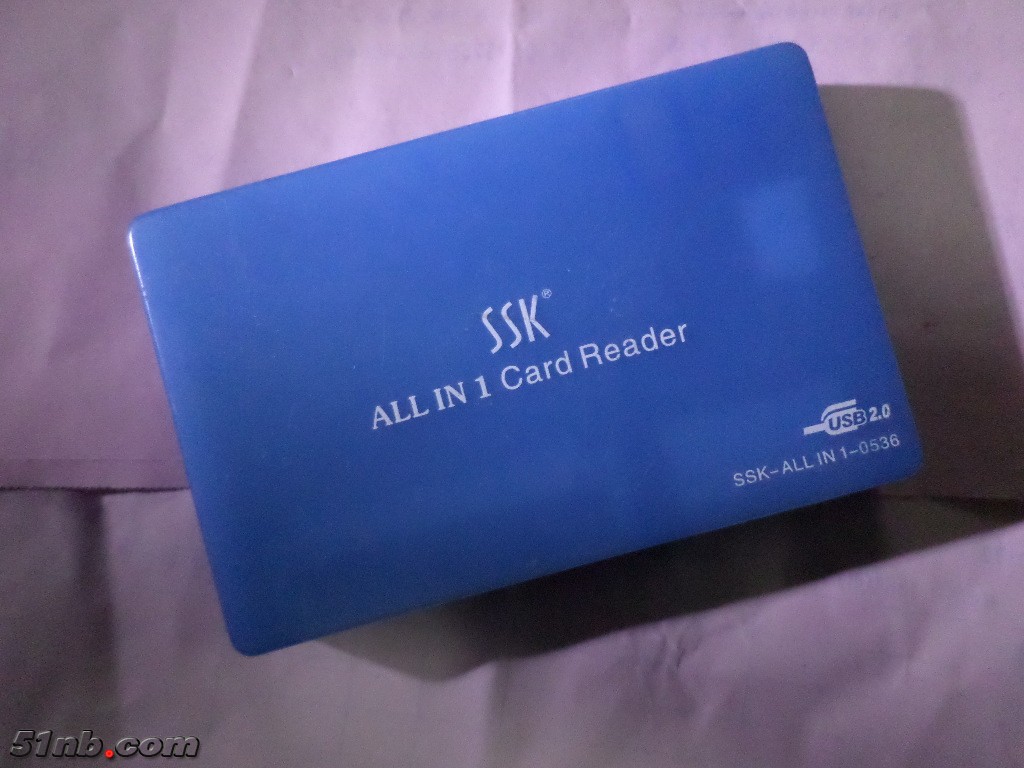 SSK®
ALL IN 1 Card Reader
USB 2.0
SSK-ALL IN 1-0536
51nb.com